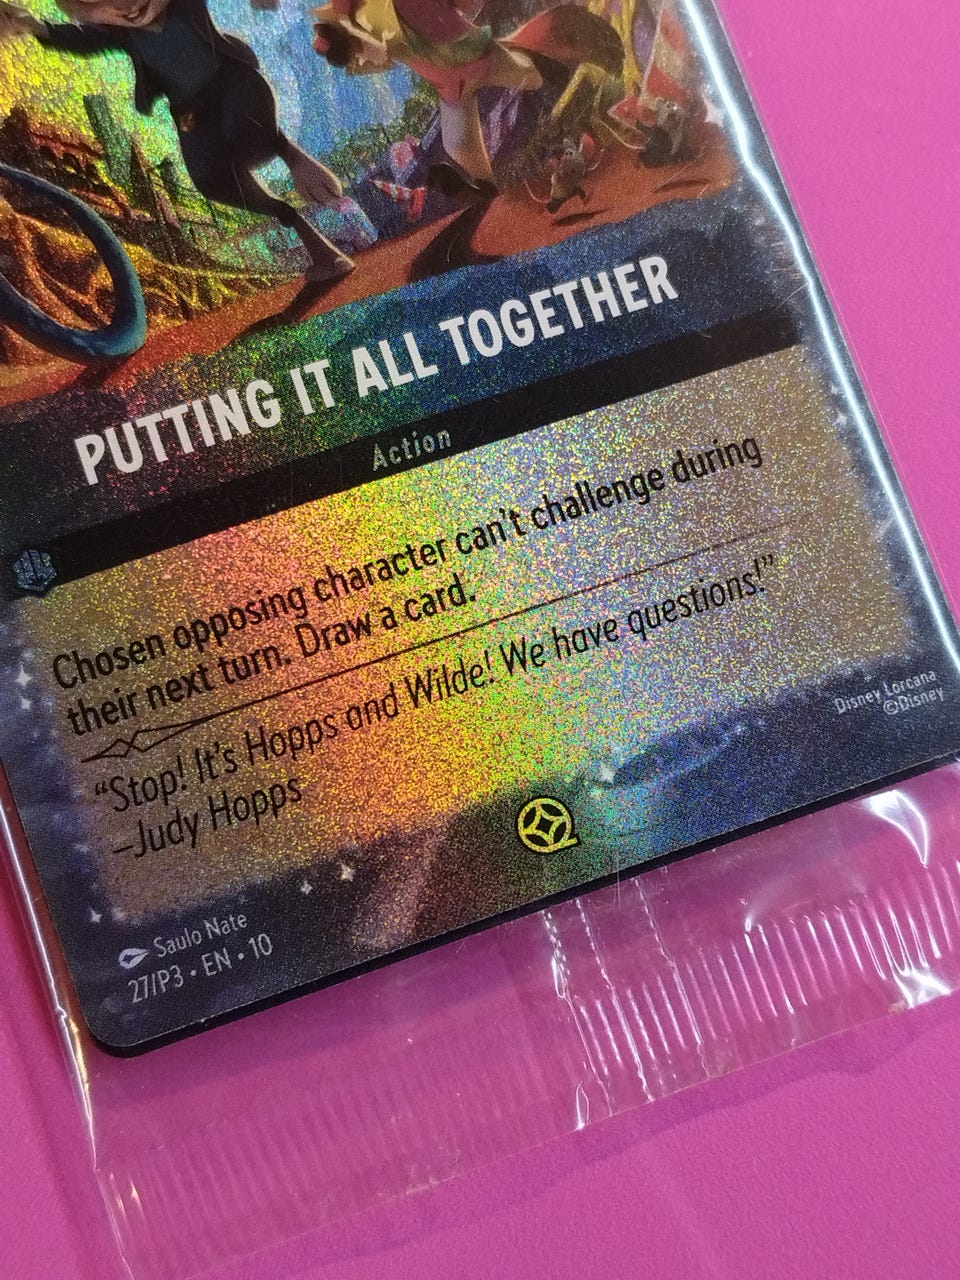 PUTTING IT ALL TOGETHER
Action
Chosen opposing character can't challenge during
their next turn. Draw a card.
“Stop! It's Hopps and Wilde! We have questions!”
–Judy Hopps
Disney Lorcana
©Disney
Saulo Nate
27/P3 • EN • 10